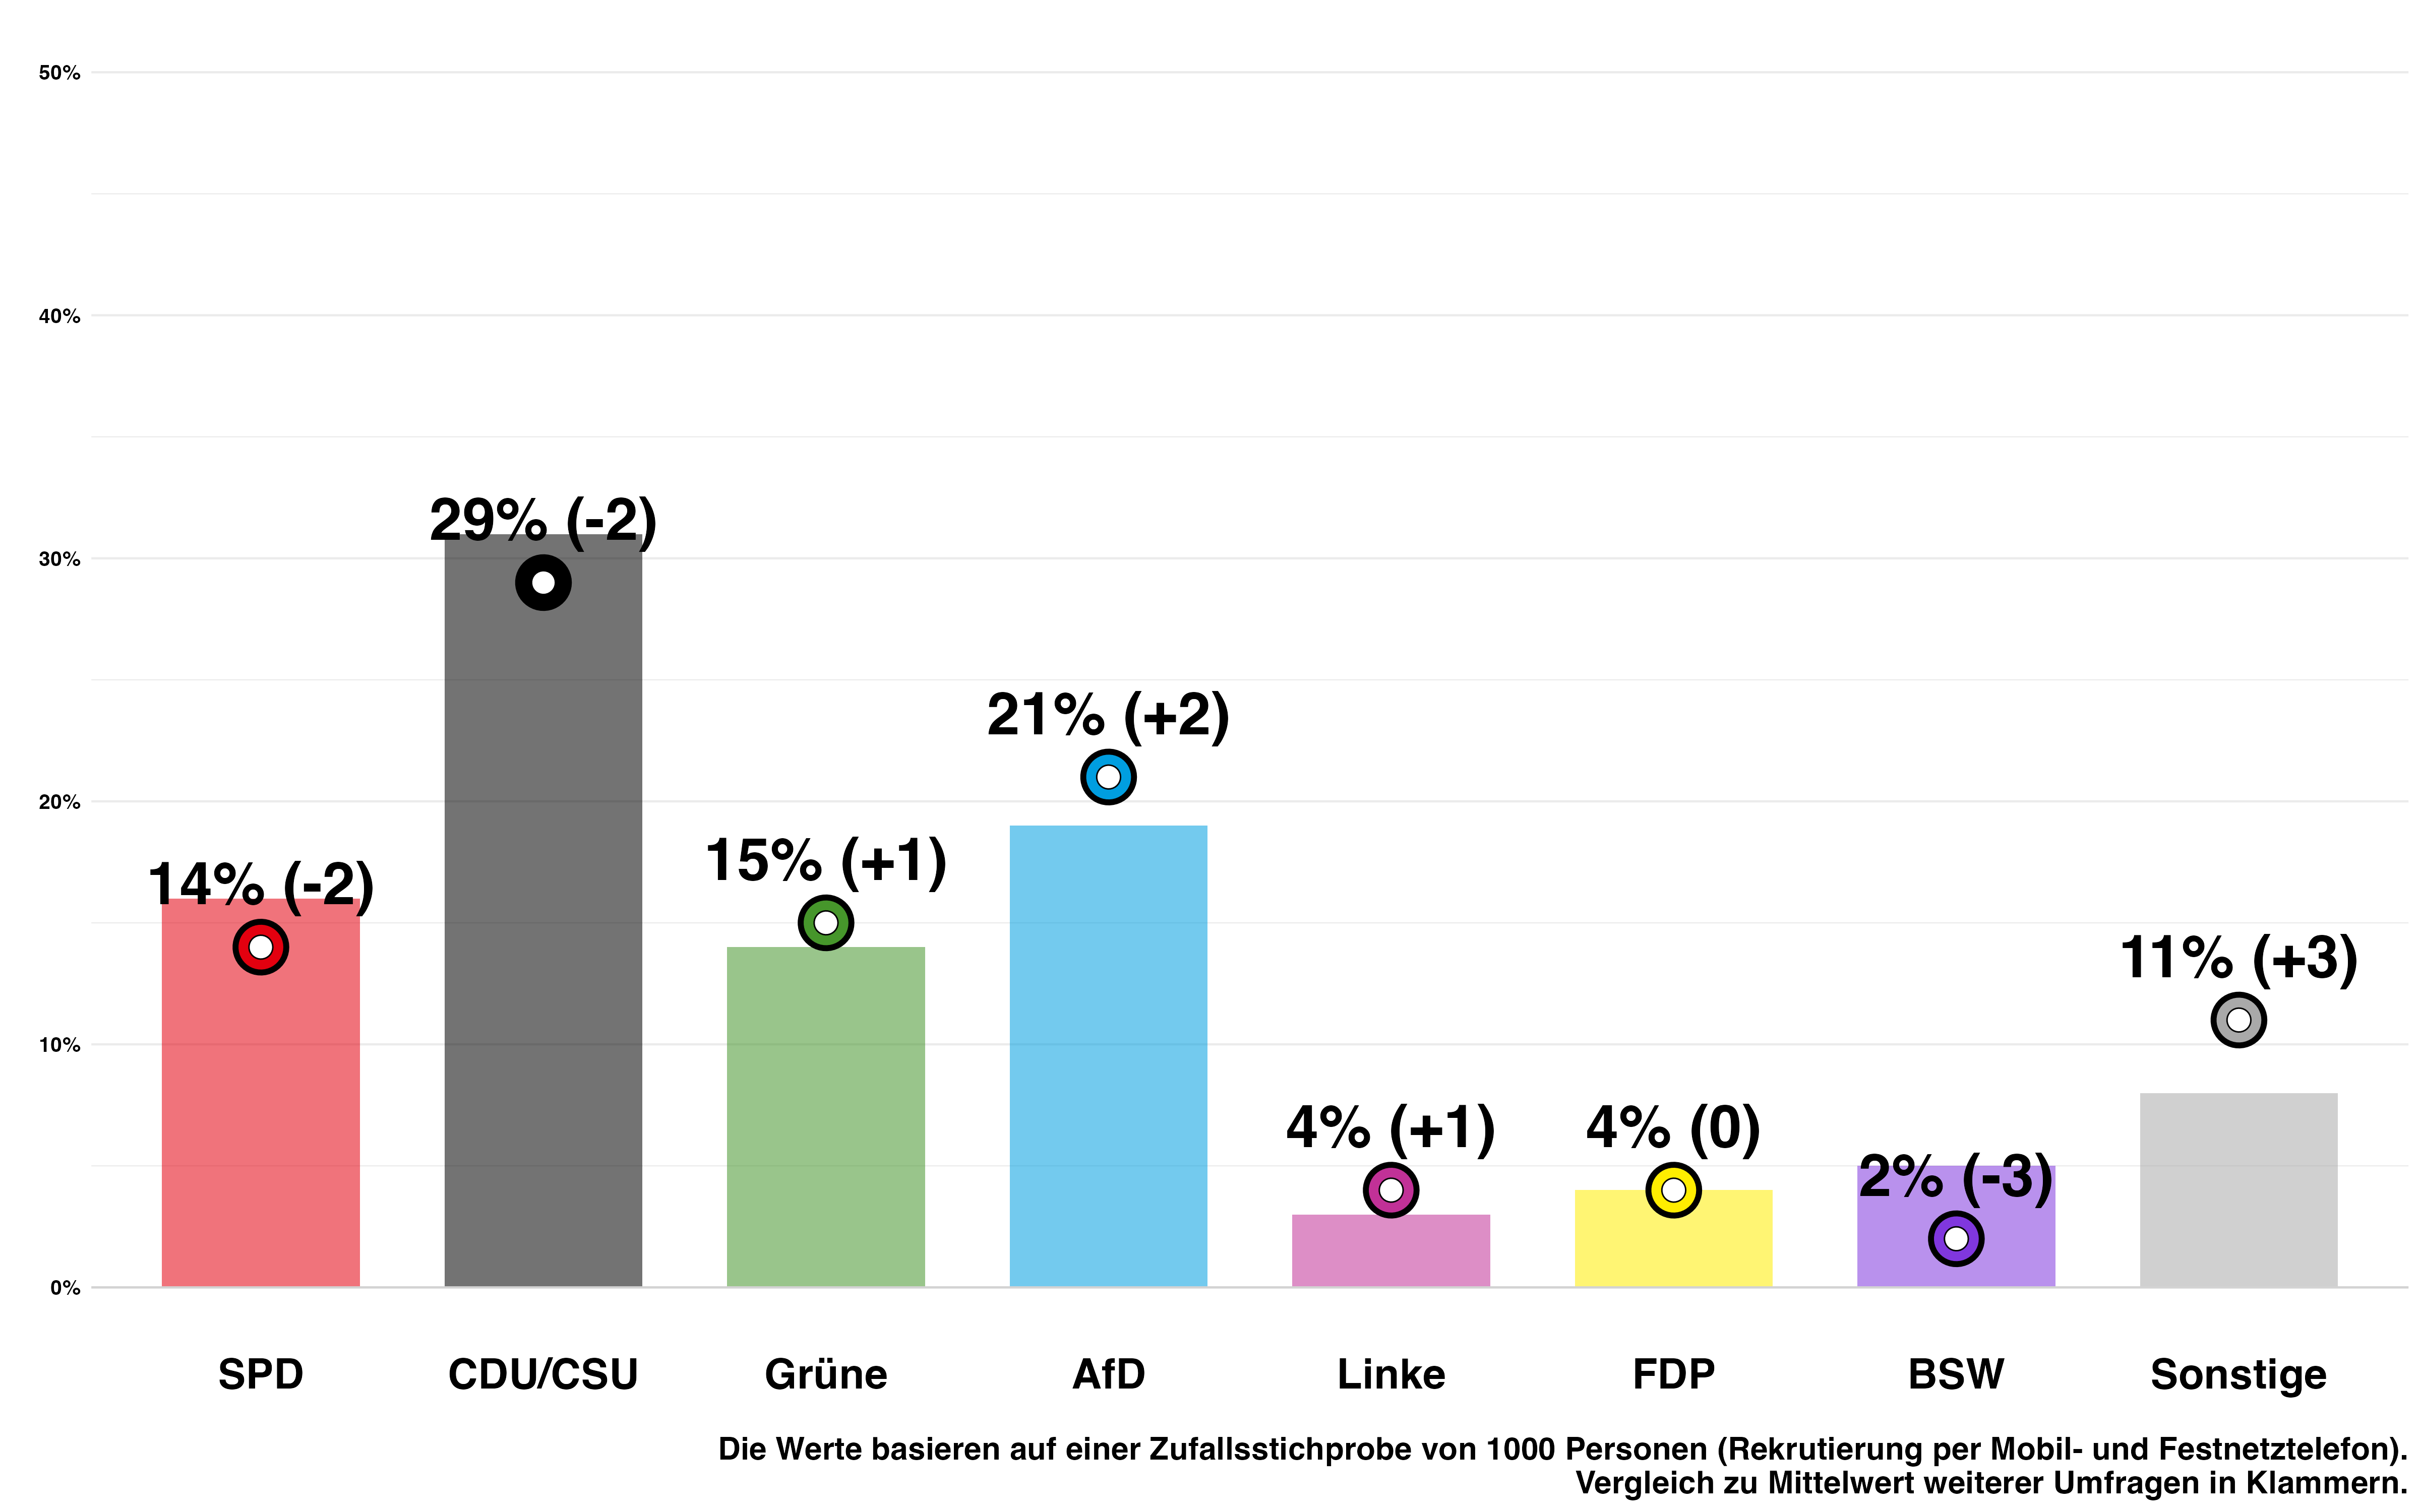 50%
40%
30%
20%
10%
0%
14% (-2)
29% (-2)
15% (+1)
21% (+2)
4% (+1)
4% (0)
2% (-3)
11% (+3)
SPD
CDU/CSU
Grüne
AfD
Linke
FDP
BSW
Sonstige
Die Werte basieren auf einer Zufallsstichprobe von 1000 Personen (Rekrutierung per Mobil- und Festnetztelefon).
Vergleich zu Mittelwert weiterer Umfragen in Klammern.